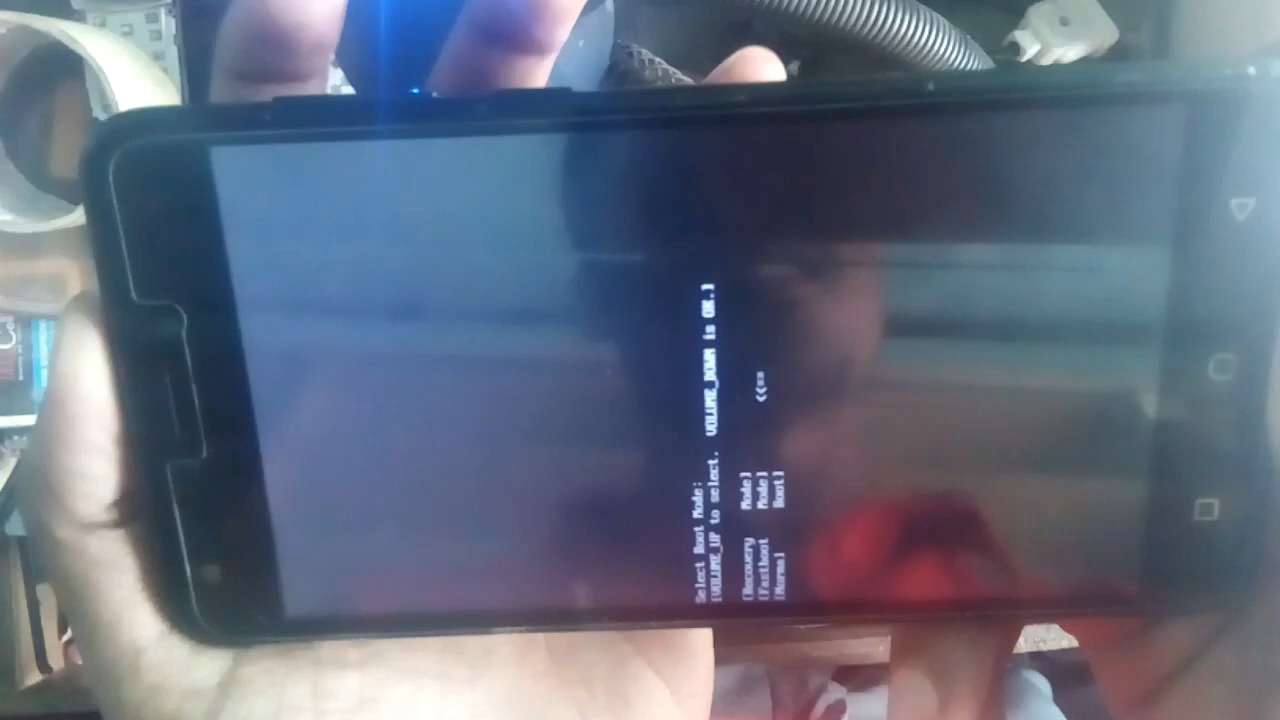 Select Boot Mode:
[VOLUME_UP to select.  VOLUME_DOWN is OK.]
[Recovery    Mode]
[Fastboot    Mode]         <<==
[Normal      Boot]